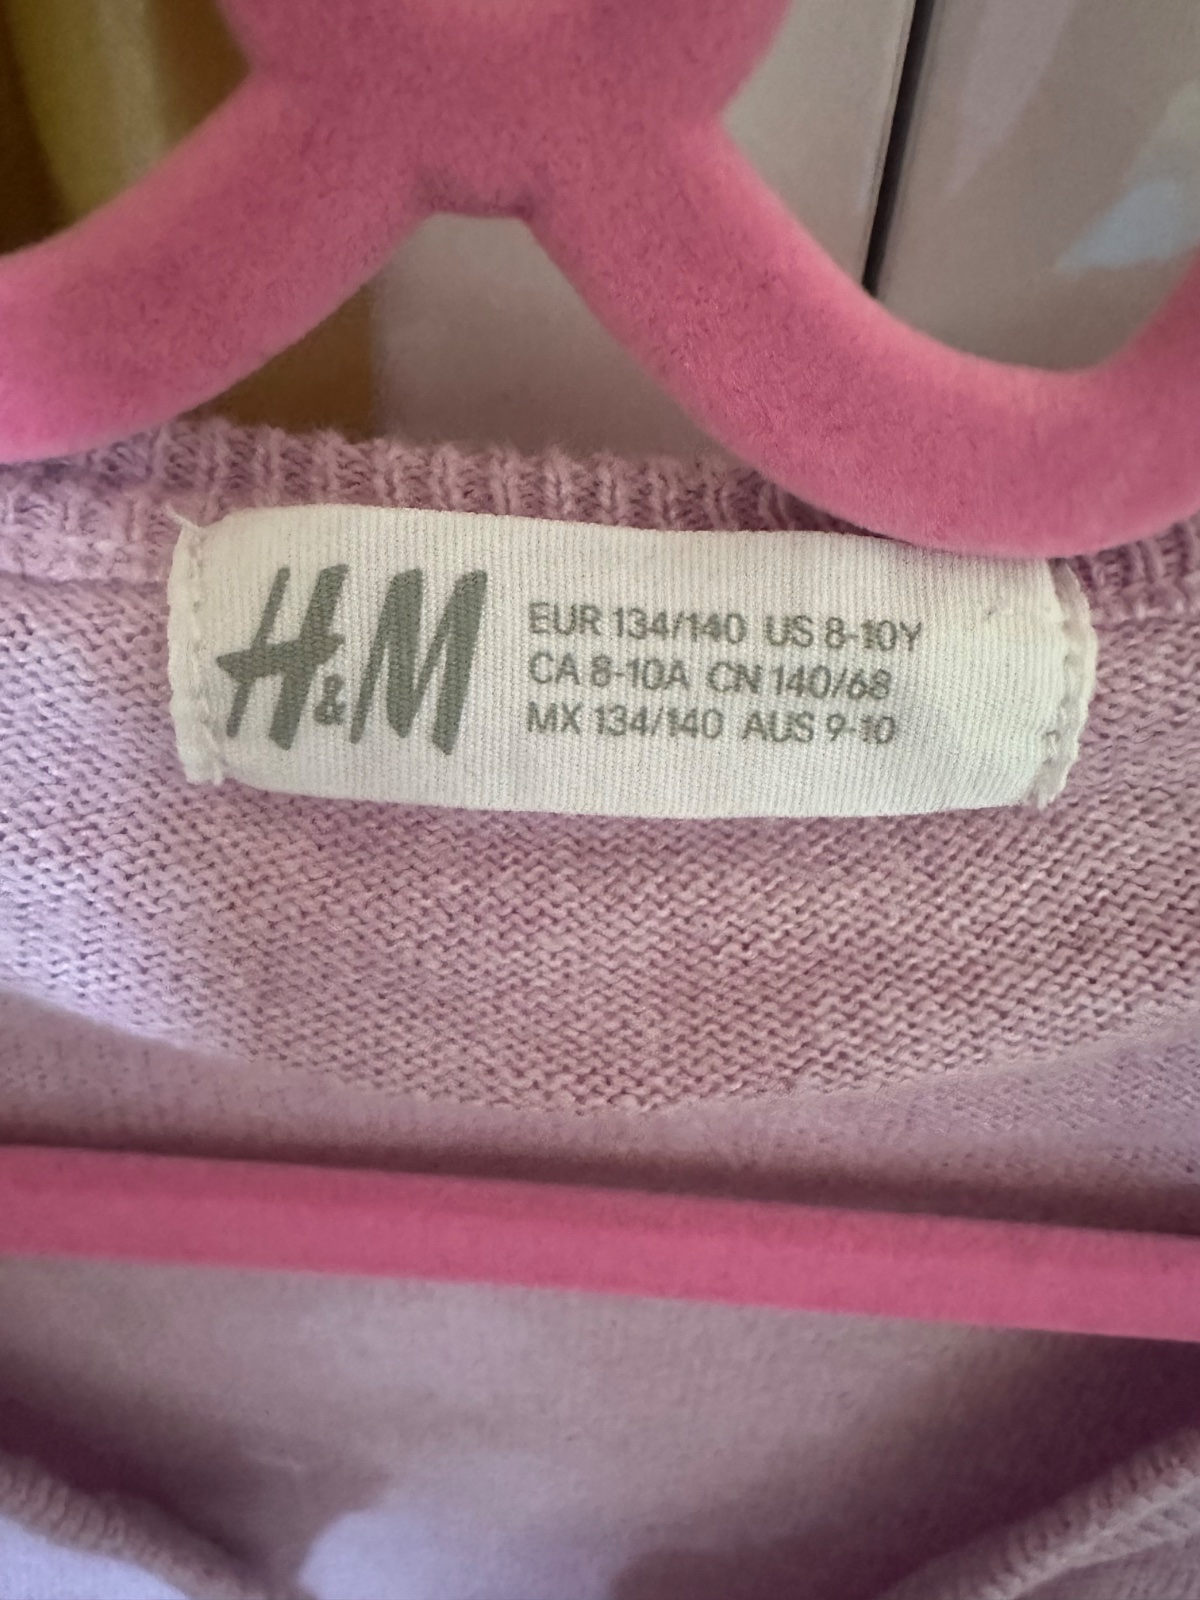 H&M
EUR 134/140 US 8-10Y
CA 8-10A CN 140/68
MX 134/140 AUS 9-10